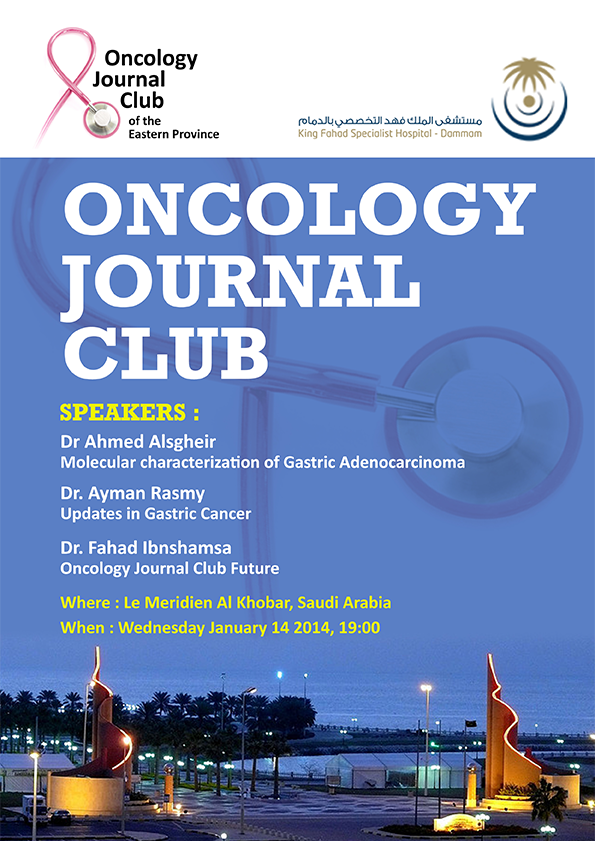 Oncology
Journal
Club
of the
Eastern Province
مستشفى الملك فهد التخصصي بالدمام
King Fahad Specialist Hospital - Dammam
ONCOLOGY
JOURNAL
CLUB
SPEAKERS :
Dr Ahmed Alsgheir
Molecular characterization of Gastric Adenocarcinoma
Dr. Ayman Rasmy
Updates in Gastric Cancer
Dr. Fahad Ibnshamsa
Oncology Journal Club Future
Where : Le Meridien Al Khobar, Saudi Arabia
When : Wednesday January 14 2014, 19:00